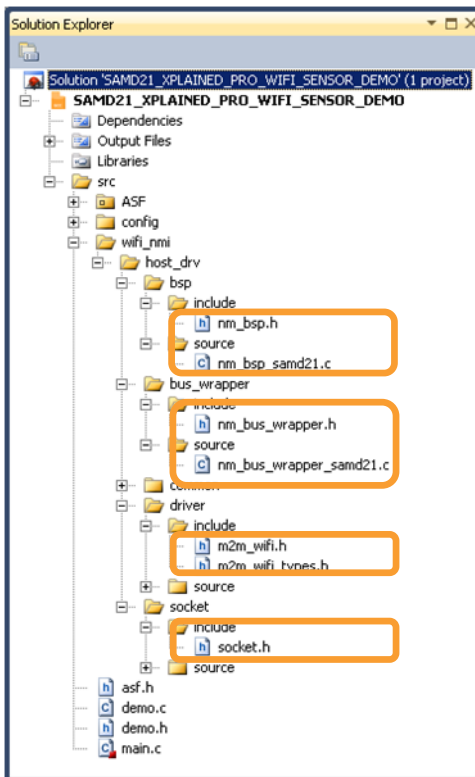 Solution Explorer
Solution 'SAMD21_XPLAINED_PRO_WIFI_SENSOR_DEMO' (1 project)
SAMD21_XPLAINED_PRO_WIFI_SENSOR_DEMO
Dependencies
Output Files
Libraries
src
ASF
config
wifi_nmi
host_drv
bsp
include
nm_bsp.h
source
nm_bsp_samd21.c
bus_wrapper
include
nm_bus_wrapper.h
source
nm_bus_wrapper_samd21.c
common
driver
include
m2m_wifi.h
m2m_wifi_types.h
source
socket
include
socket.h
source
asf.h
demo.c
demo.h
main.c